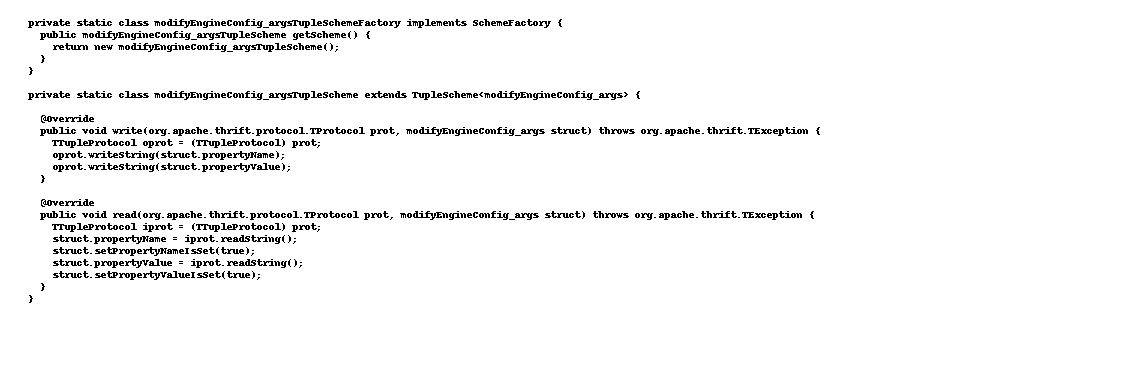 private static class modifyEngineConfig_argsTupleSchemeFactory implements SchemeFactory {
  public modifyEngineConfig_argsTupleScheme getScheme() {
    return new modifyEngineConfig_argsTupleScheme();
  }
}

private static class modifyEngineConfig_argsTupleScheme extends TupleScheme<modifyEngineConfig_args> {

  @Override
  public void write(org.apache.thrift.protocol.TProtocol prot, modifyEngineConfig_args struct) throws org.apache.thrift.TException {
    TTupleProtocol oprot = (TTupleProtocol) prot;
    oprot.writeString(struct.propertyName);
    oprot.writeString(struct.propertyValue);
  }

  @Override
  public void read(org.apache.thrift.protocol.TProtocol prot, modifyEngineConfig_args struct) throws org.apache.thrift.TException {
    TTupleProtocol iprot = (TTupleProtocol) prot;
    struct.propertyName = iprot.readString();
    struct.setPropertyNameIsSet(true);
    struct.propertyValue = iprot.readString();
    struct.setPropertyValueIsSet(true);
  }
}